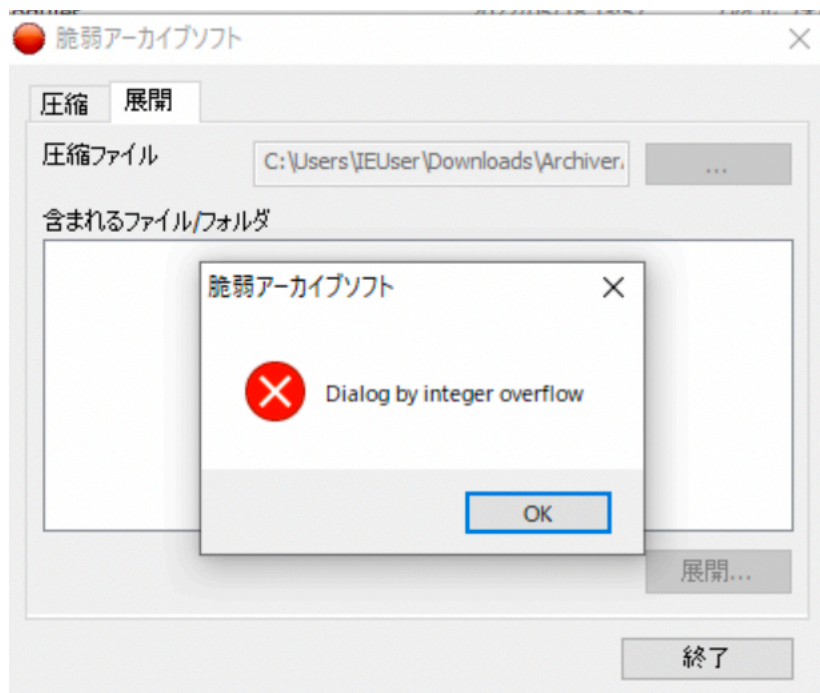 脆弱アーカイブソフト
圧縮 展開
圧縮ファイル C:\Users\IEUser\Downloads\Archiver. ...
含まれるファイル/フォルダ
脆弱アーカイブソフト
Dialog by integer overflow
OK
展開...
終了